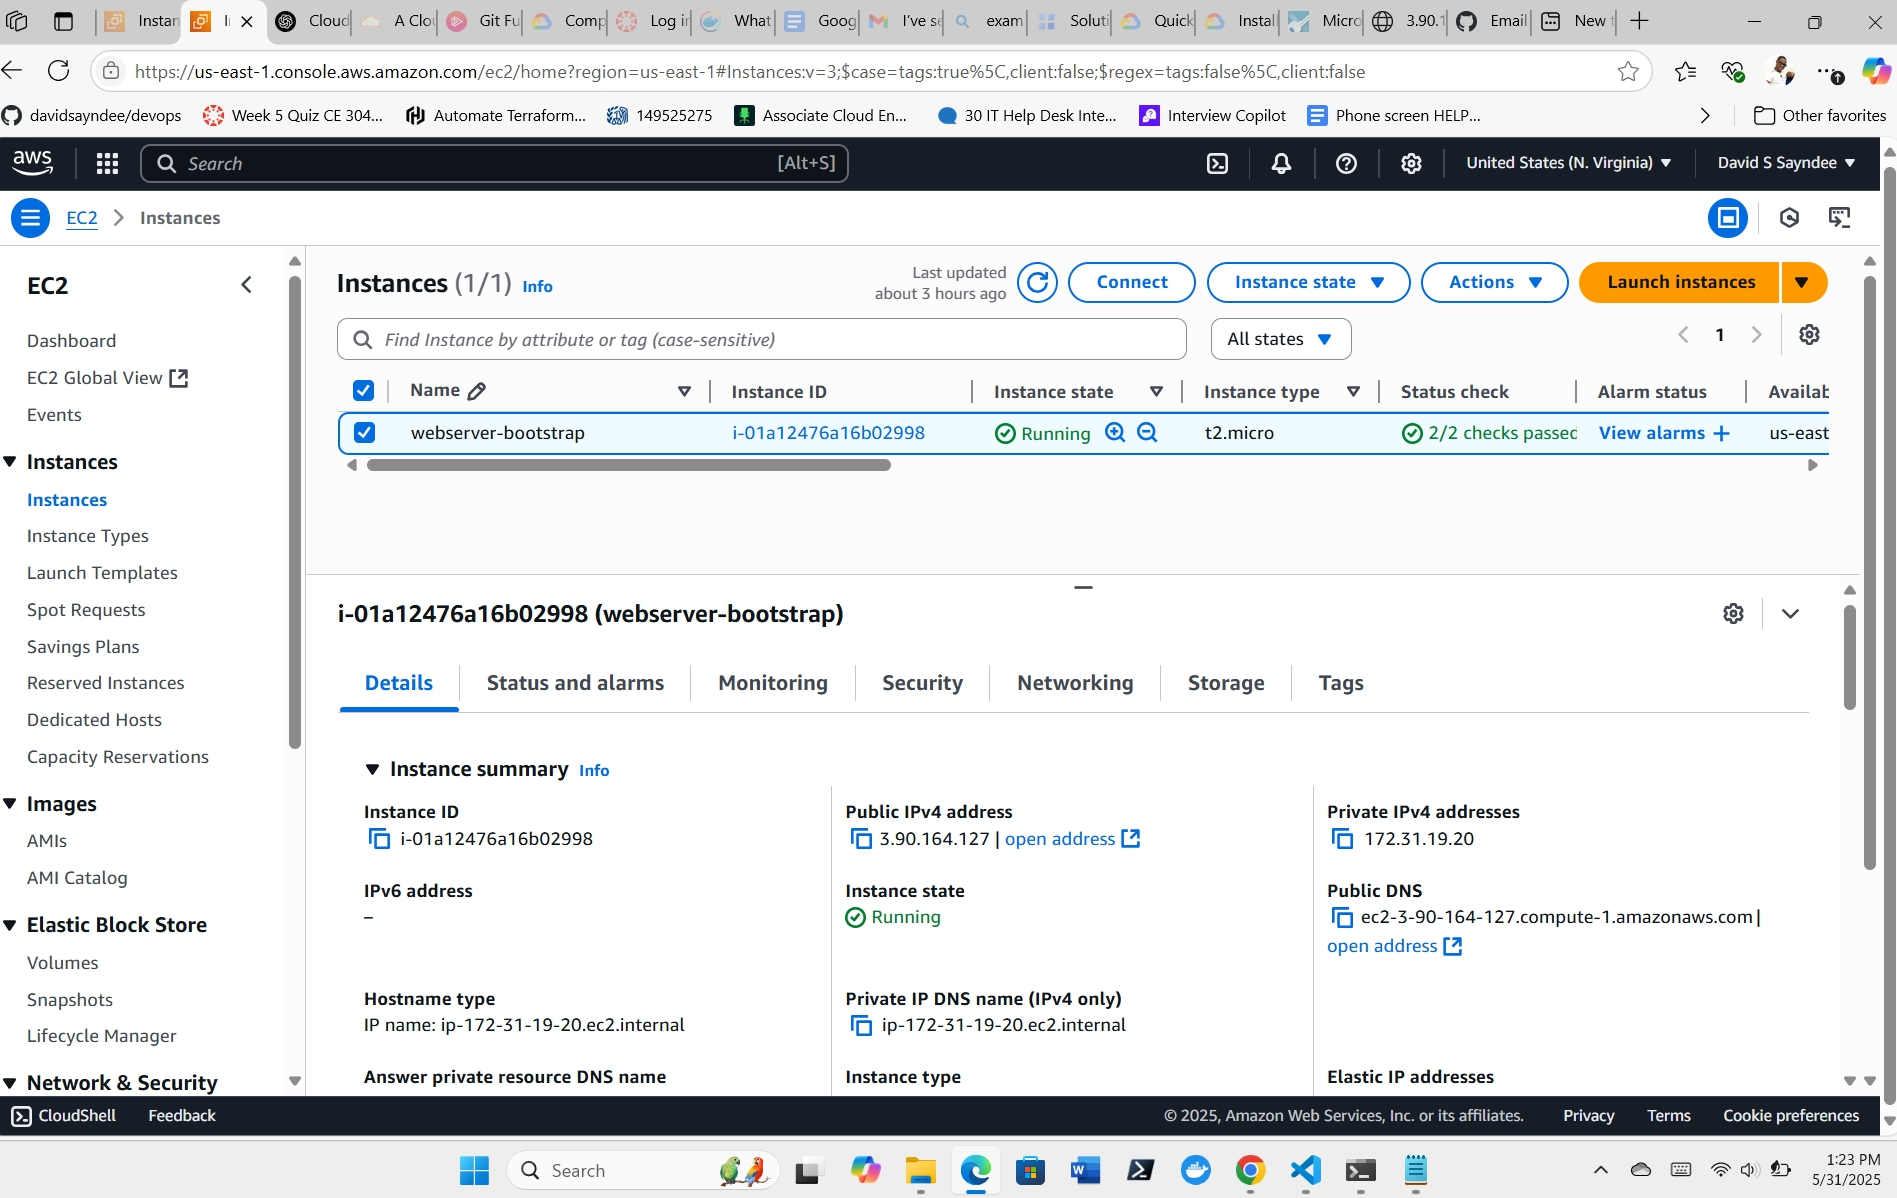 Instan
I
Cloud
A Clou
Git Fu
Comp
Log in
What
Goog
I've se
exam
Soluti
Quick
Install
Micro
3.90.1
Email
New t
https://us-east-1.console.aws.amazon.com/ec2/home?region=us-east-1#Instances:v=3;$case=tags:true%5C,client:false;$regex=tags:false%5C,client:false
davidsayndee/devops
Week 5 Quiz CE 304...
Automate Terraform...
149525275
Associate Cloud En...
30 IT Help Desk Inte...
Interview Copilot
Phone screen HELP...
Other favorites
aws
Search
[Alt+S]
United States (N. Virginia)
David S Sayndee
EC2
Instances
EC2
Dashboard
EC2 Global View
Events
Instances
Instances
Instance Types
Launch Templates
Spot Requests
Savings Plans
Reserved Instances
Dedicated Hosts
Capacity Reservations
Images
AMIs
AMI Catalog
Elastic Block Store
Volumes
Snapshots
Lifecycle Manager
Network & Security
Instances (1/1) Info
Last updated
about 3 hours ago
Connect
Instance state
Actions
Launch instances
Find Instance by attribute or tag (case-sensitive)
All states
1
Name
Instance ID
Instance state
Instance type
Status check
Alarm status
Availab
webserver-bootstrap
i-01a12476a16b02998
Running
t2.micro
2/2 checks passed
View alarms +
us-east
i-01a12476a16b02998 (webserver-bootstrap)
Details
Status and alarms
Monitoring
Security
Networking
Storage
Tags
Instance summary Info
Instance ID
i-01a12476a16b02998
Public IPv4 address
3.90.164.127 | open address
Private IPv4 addresses
172.31.19.20
IPv6 address
–
Instance state
Running
Public DNS
ec2-3-90-164-127.compute-1.amazonaws.com |
open address
Hostname type
IP name: ip-172-31-19-20.ec2.internal
Private IP DNS name (IPv4 only)
ip-172-31-19-20.ec2.internal
Answer private resource DNS name
Instance type
Elastic IP addresses
CloudShell
Feedback
© 2025, Amazon Web Services, Inc. or its affiliates.
Privacy
Terms
Cookie preferences
Search
1:23 PM
5/31/2025